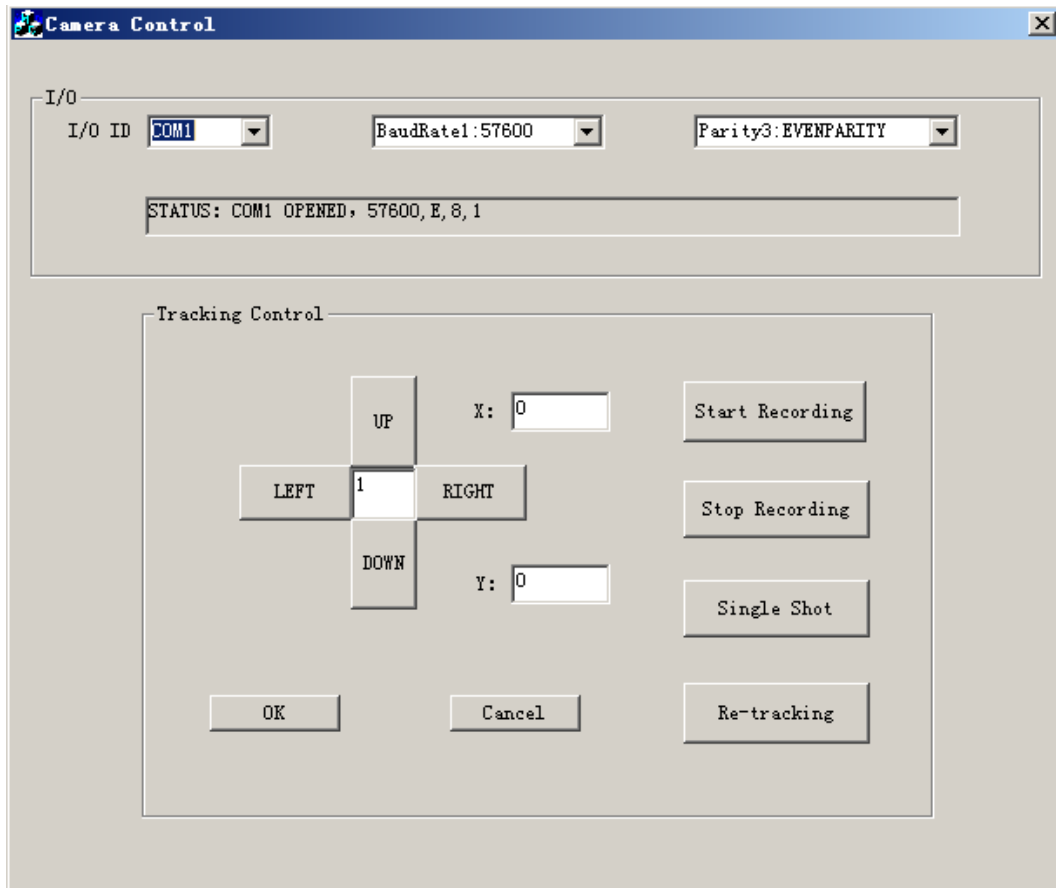 Camera Control
I/O
I/O ID COM1 BaudRate1:57600 Parity3:EVENPARITY
STATUS: COM1 OPENED，57600,E,8,1
Tracking Control
UP X: 0 Start Recording
LEFT 1 RIGHT Stop Recording
DOWN Y: 0 Single Shot
OK Cancel Re-tracking